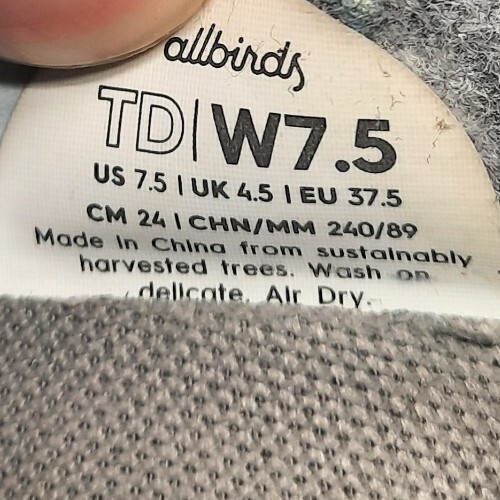 allbirds
TD|W7.5
US 7.5 | UK 4.5 | EU 37.5
CM 24 | CHN/MM 240/89
Made in China from sustainably
harvested trees. Wash on
delicate. Air Dry.